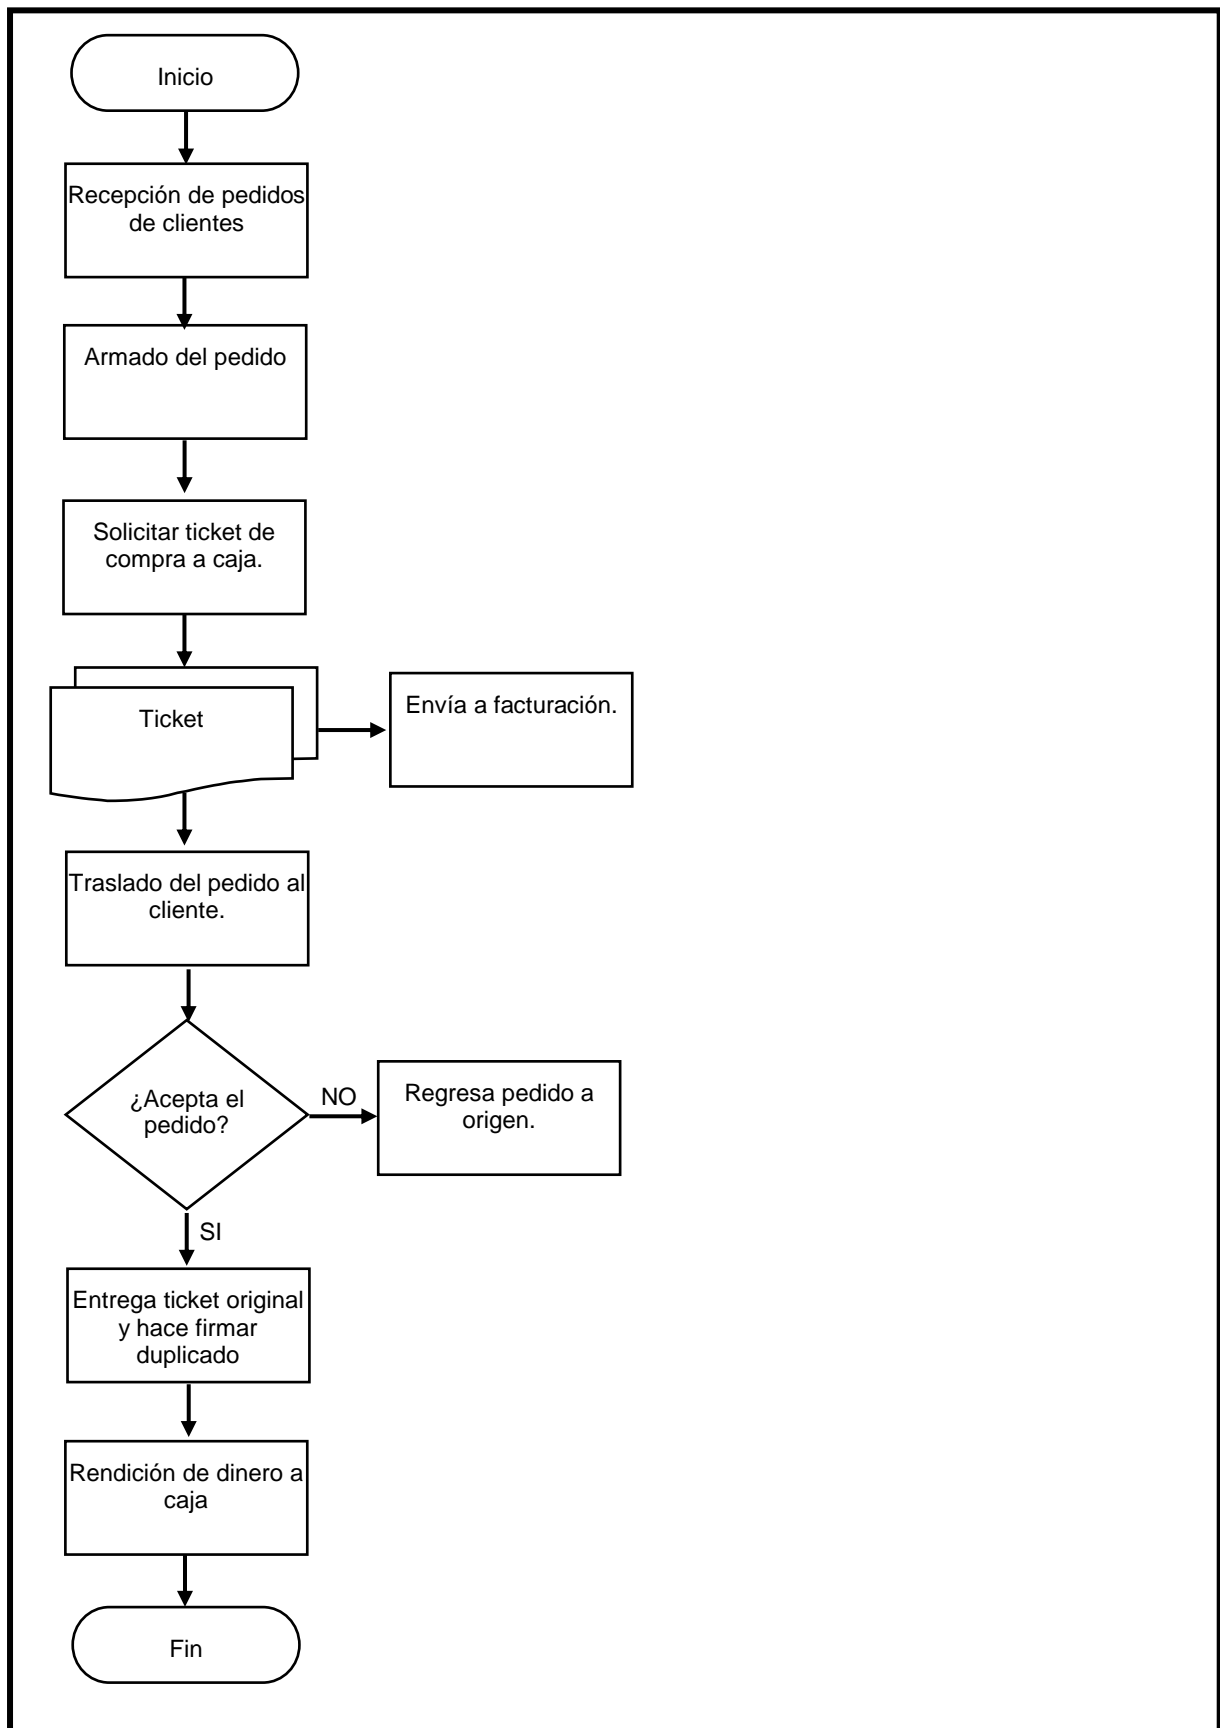 Inicio
Recepción de pedidos
de clientes
Armado del pedido
Solicitar ticket de
compra a caja.
Ticket
Envía a facturación.
Traslado del pedido al
cliente.
¿Acepta el
pedido?
NO
Regresa pedido a
origen.
SI
Entrega ticket original
y hace firmar
duplicado
Rendición de dinero a
caja
Fin